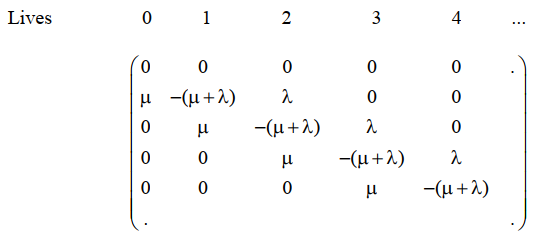 Lives 0 1 2 3 4 ...
0 0 0 0 0 .
μ −(μ+λ) λ 0 0
0 μ −(μ+λ) λ 0
0 0 μ −(μ+λ) λ
0 0 0 μ −(μ+λ)
. .